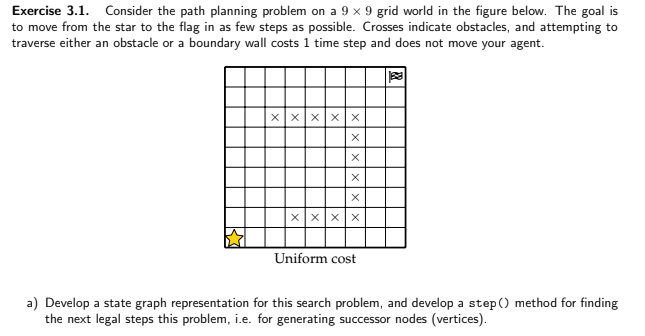 Exercise 3.1. Consider the path planning problem on a 9 × 9 grid world in the figure below. The goal is
to move from the star to the flag in as few steps as possible. Crosses indicate obstacles, and attempting to
traverse either an obstacle or a boundary wall costs 1 time step and does not move your agent.
× × × × ×
×
×
×
×
× × × ×
Uniform cost
a) Develop a state graph representation for this search problem, and develop a step() method for finding
the next legal steps this problem, i.e. for generating successor nodes (vertices).